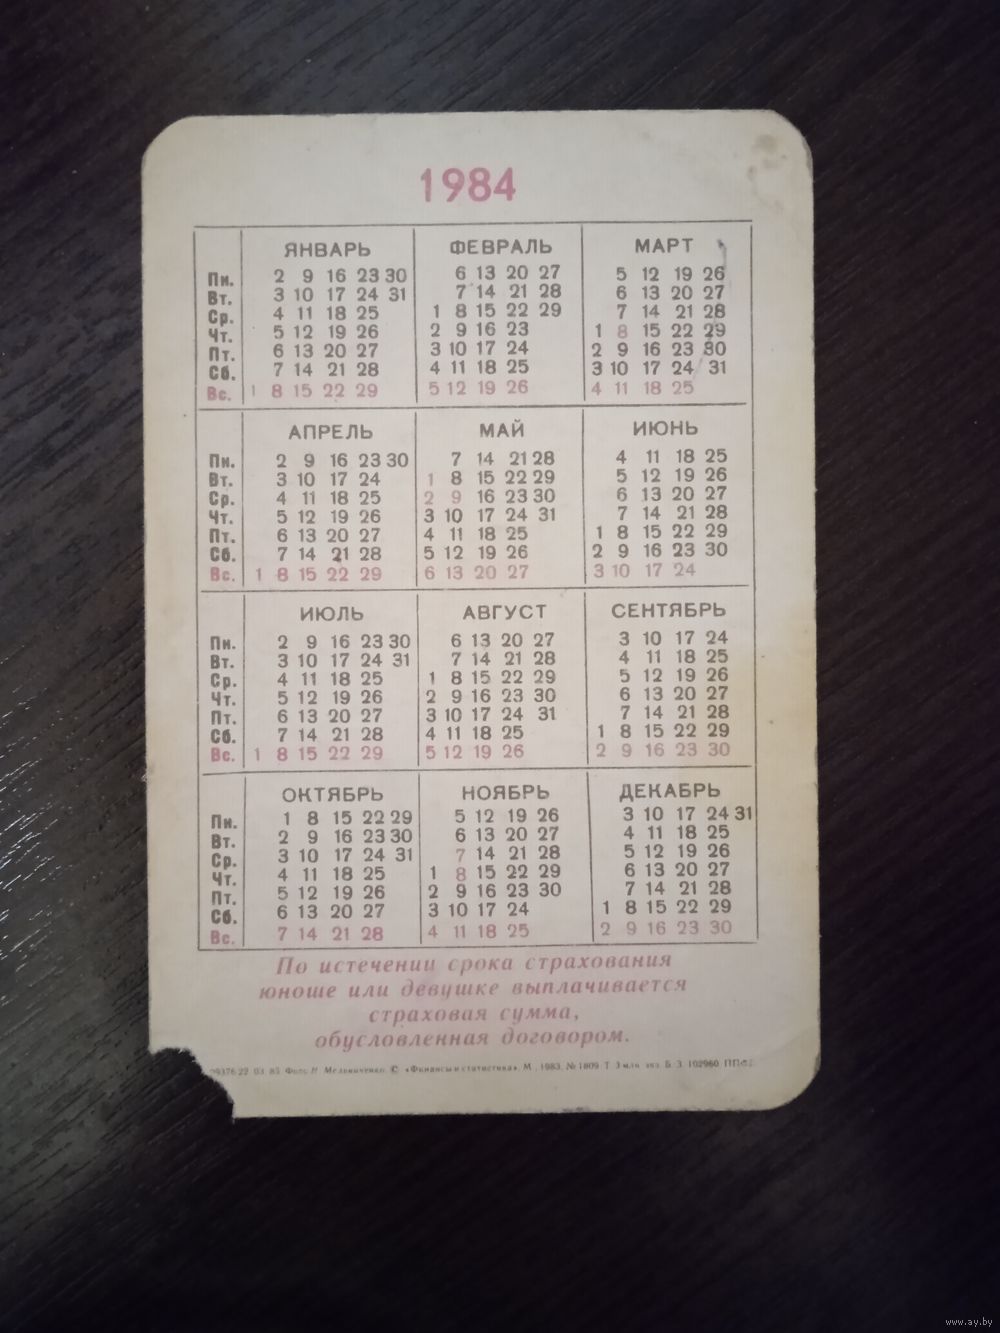 1984
ЯНВАРЬ ФЕВРАЛЬ МАРТ
Пн. 2 9 16 23 30 6 13 20 27 5 12 19 26
Вт. 3 10 17 24 31 7 14 21 28 6 13 20 27
Ср. 4 11 18 25 1 8 15 22 29 7 14 21 28
Чт. 5 12 19 26 2 9 16 23 1 8 15 22 29
Пт. 6 13 20 27 3 10 17 24 2 9 16 23 30
Сб. 7 14 21 28 4 11 18 25 3 10 17 24 31
Вс. 1 8 15 22 29 5 12 19 26 4 11 18 25
АПРЕЛЬ МАЙ ИЮНЬ
Пн. 2 9 16 23 30 7 14 21 28 4 11 18 25
Вт. 3 10 17 24 1 8 15 22 29 5 12 19 26
Ср. 4 11 18 25 2 9 16 23 30 6 13 20 27
Чт. 5 12 19 26 3 10 17 24 31 7 14 21 28
Пт. 6 13 20 27 4 11 18 25 1 8 15 22 29
Сб. 7 14 21 28 5 12 19 26 2 9 16 23 30
Вс. 1 8 15 22 29 6 13 20 27 3 10 17 24
ИЮЛЬ АВГУСТ СЕНТЯБРЬ
Пн. 2 9 16 23 30 6 13 20 27 3 10 17 24
Вт. 3 10 17 24 31 7 14 21 28 4 11 18 25
Ср. 4 11 18 25 1 8 15 22 29 5 12 19 26
Чт. 5 12 19 26 2 9 16 23 30 6 13 20 27
Пт. 6 13 20 27 3 10 17 24 31 7 14 21 28
Сб. 7 14 21 28 4 11 18 25 1 8 15 22 29
Вс. 1 8 15 22 29 5 12 19 26 2 9 16 23 30
ОКТЯБРЬ НОЯБРЬ ДЕКАБРЬ
Пн. 1 8 15 22 29 5 12 19 26 3 10 17 24 31
Вт. 2 9 16 23 30 6 13 20 27 4 11 18 25
Ср. 3 10 17 24 31 7 14 21 28 5 12 19 26
Чт. 4 11 18 25 1 8 15 22 29 6 13 20 27
Пт. 5 12 19 26 2 9 16 23 30 7 14 21 28
Сб. 6 13 20 27 3 10 17 24 1 8 15 22 29
Вс. 7 14 21 28 4 11 18 25 2 9 16 23 30
По истечении срока страхования
юноше или девушке выплачивается
страховая сумма,
обусловленная договором.
Фото Н. Мельниченко. © «Финансы и статистика», М., 1983, № 1809. Т. 3 млн. экз. Б. З. 102960
www.ay.by